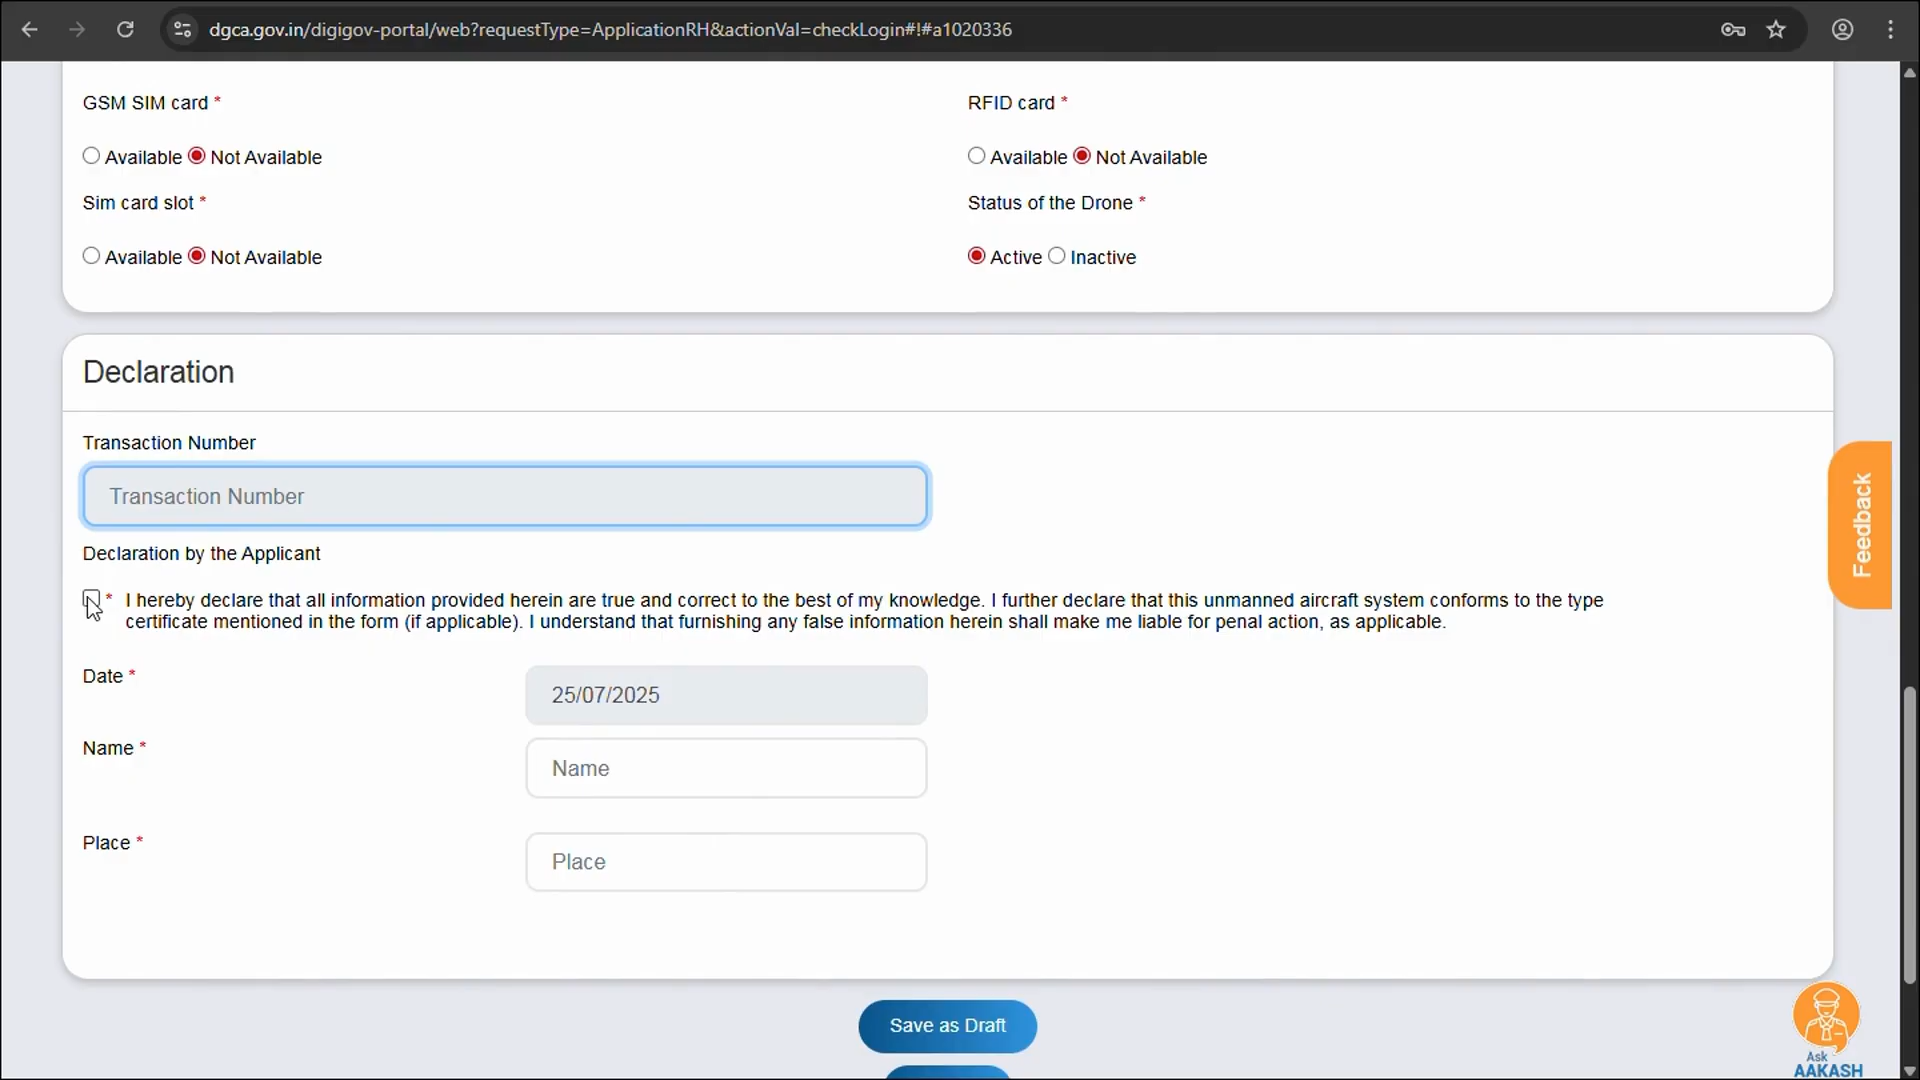 dgca.gov.in/digigov-portal/web?requestType=ApplicationRH&actionVal=checkLogin#!#a1020336
GSM SIM card *
RFID card *
Available Not Available
Available Not Available
Sim card slot *
Status of the Drone *
Available Not Available
Active Inactive
Declaration
Transaction Number
Transaction Number
Declaration by the Applicant
* I hereby declare that all information provided herein are true and correct to the best of my knowledge. I further declare that this unmanned aircraft system conforms to the type
certificate mentioned in the form (if applicable). I understand that furnishing any false information herein shall make me liable for penal action, as applicable.
Date *
25/07/2025
Name *
Name
Place *
Place
Save as Draft
Feedback
Ask
AAKASH